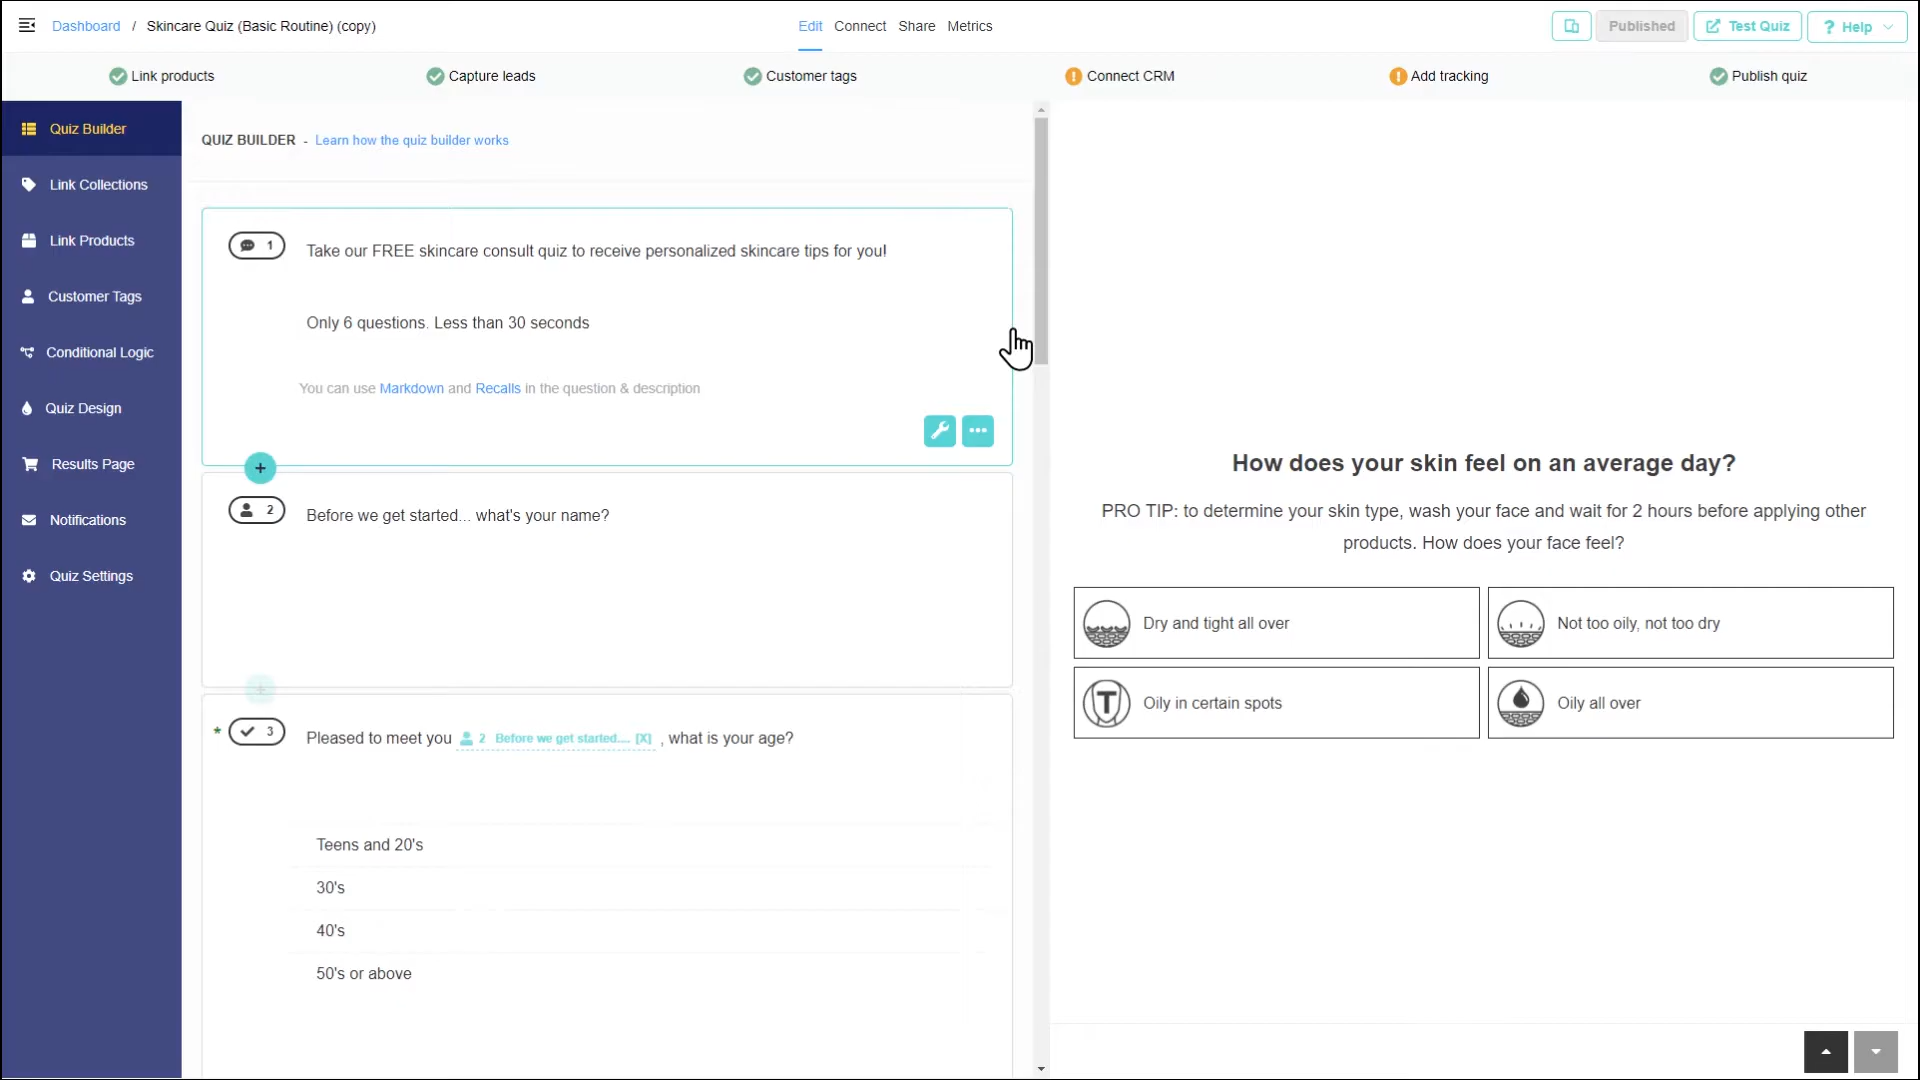 Dashboard / Skincare Quiz (Basic Routine) (copy)
Edit Connect Share Metrics
Published
Test Quiz
? Help
Link products
Capture leads
Customer tags
Connect CRM
Add tracking
Publish quiz
Quiz Builder
Link Collections
Link Products
Customer Tags
Conditional Logic
Quiz Design
Results Page
Notifications
Quiz Settings
QUIZ BUILDER - Learn how the quiz builder works
1
Take our FREE skincare consult quiz to receive personalized skincare tips for you!
Only 6 questions. Less than 30 seconds
You can use Markdown and Recalls in the question & description
2
Before we get started... what's your name?
* 3
Pleased to meet you 2 Before we get started.... [X] , what is your age?
Teens and 20's
30's
40's
50's or above
How does your skin feel on an average day?
PRO TIP: to determine your skin type, wash your face and wait for 2 hours before applying other
products. How does your face feel?
Dry and tight all over
Not too oily, not too dry
T
Oily in certain spots
Oily all over